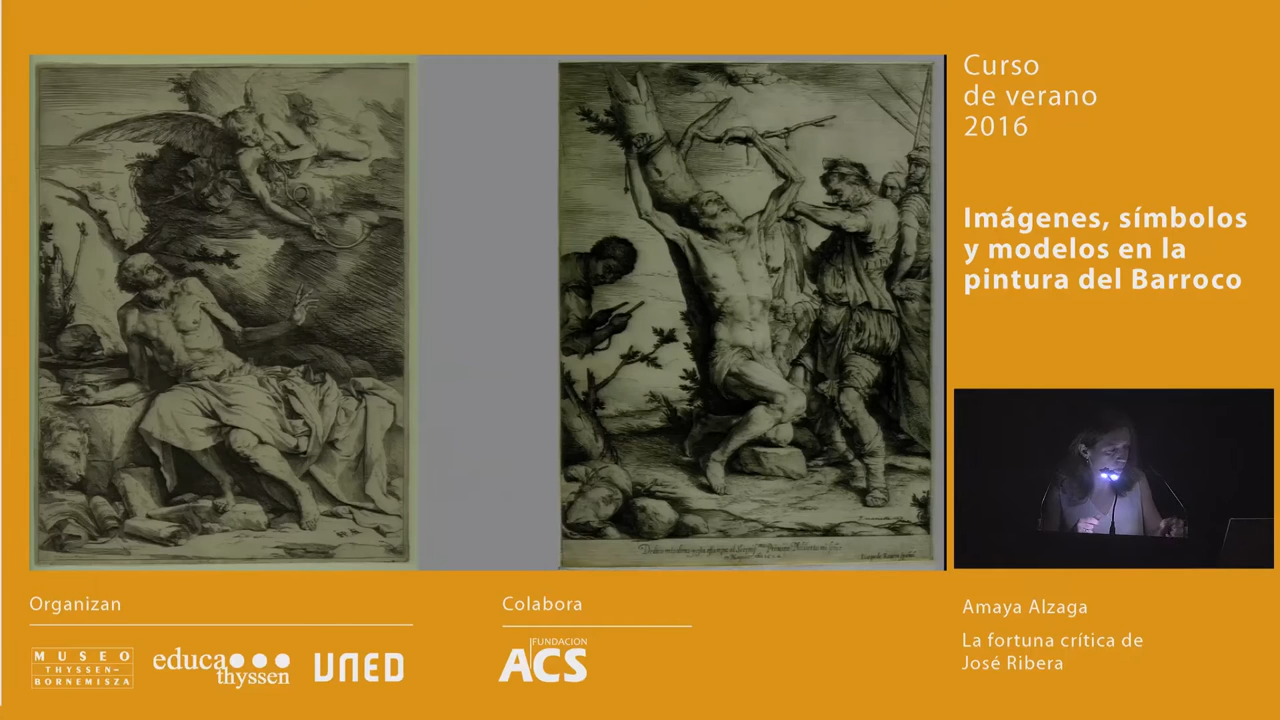 Curso
de verano
2016
Imágenes, símbolos
y modelos en la
pintura del Barroco
Amaya Alzaga
La fortuna crítica de
José Ribera
Organizan
MUSEO
THYSSEN-
BORNEMISZA
educa
thyssen
UNED
Colabora
FUNDACION
ACS